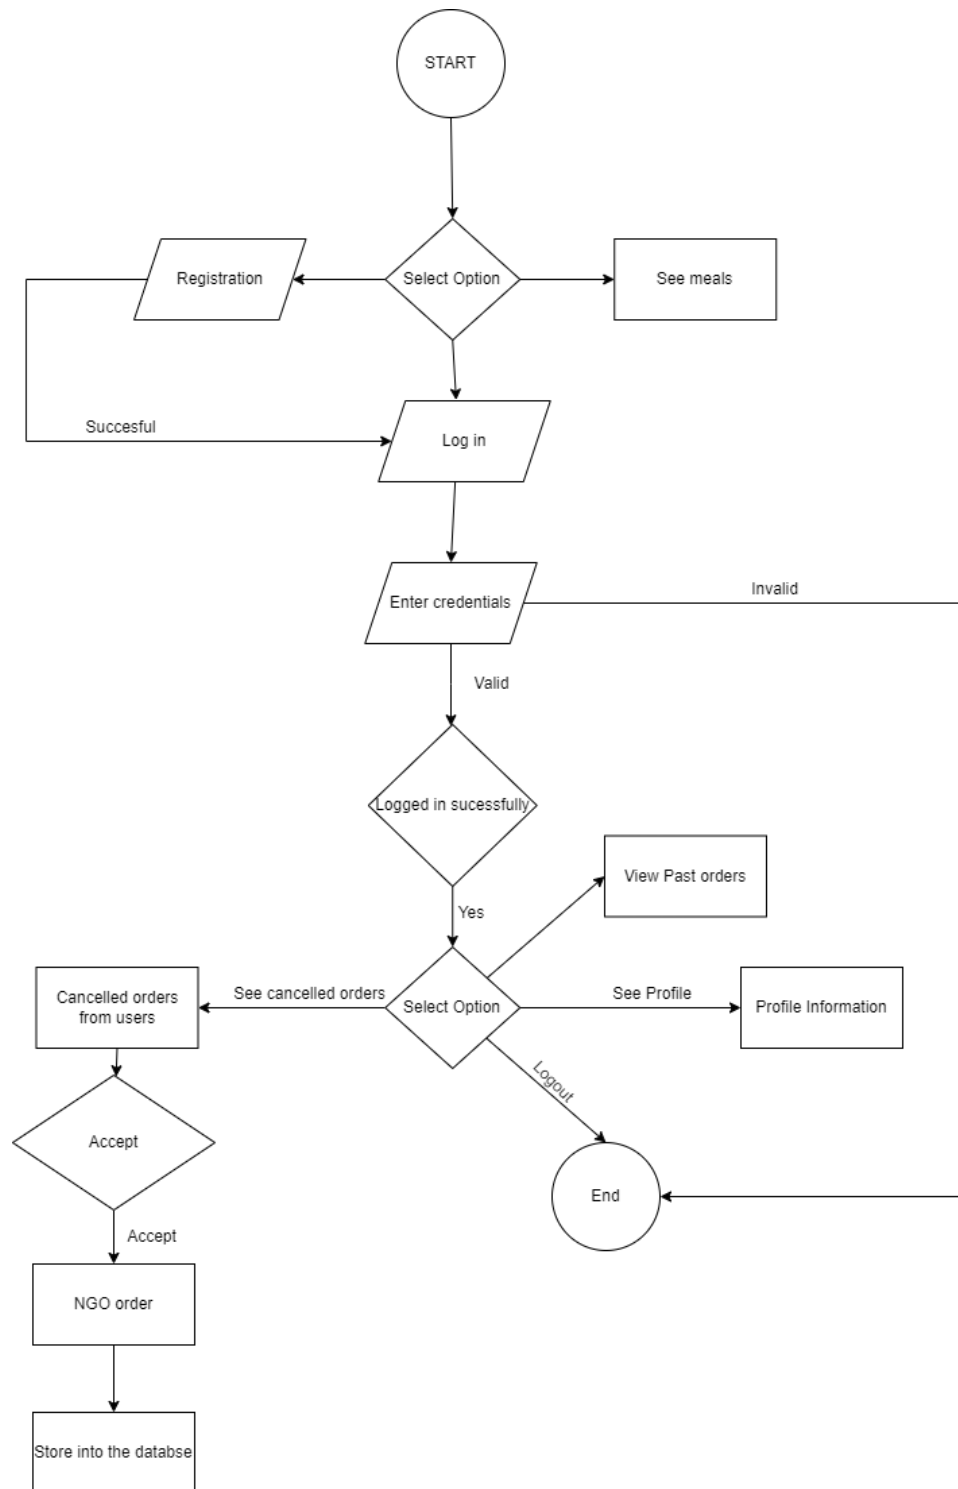 START
Registration
Select Option
See meals
Succesful
Log in
Enter credentials
Invalid
Valid
Logged in sucessfully
View Past orders
Yes
Cancelled orders
from users
See cancelled orders
Select Option
See Profile
Profile Information
Logout
Accept
End
Accept
NGO order
Store into the databse